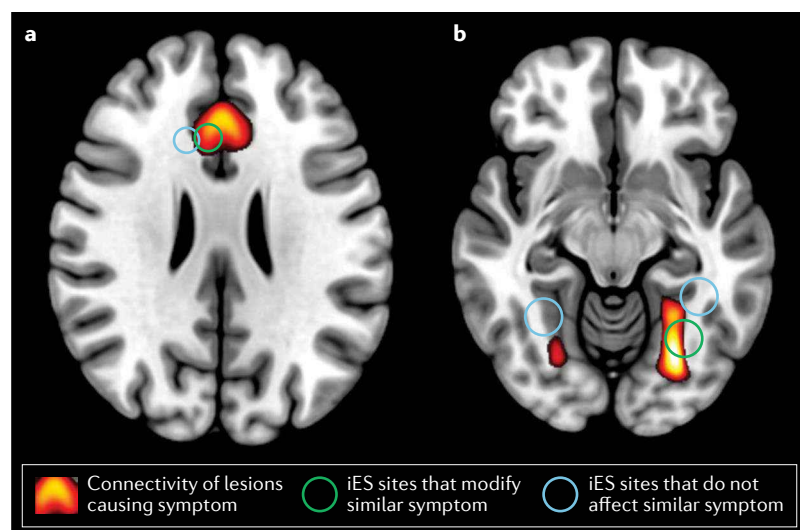 a
b
Connectivity of lesions
causing symptom
iES sites that modify
similar symptom
iES sites that do not
affect similar symptom